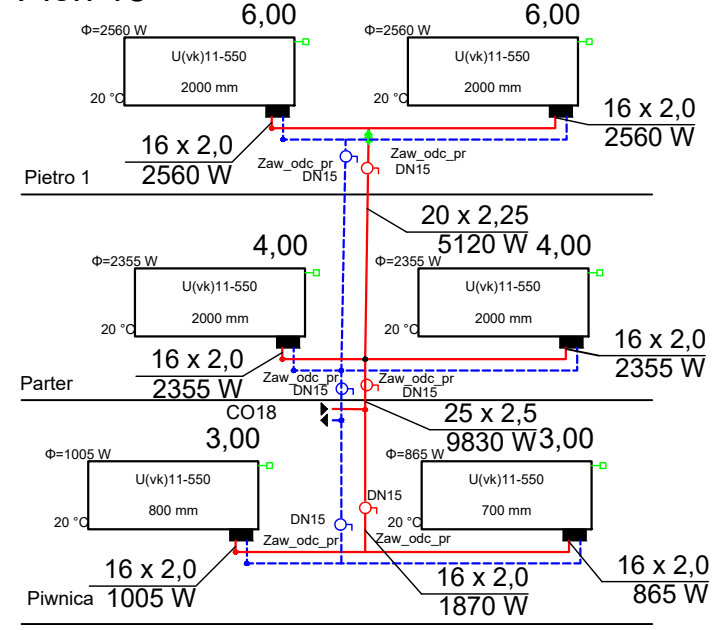 6,00
6,00
Φ=2560 W
Φ=2560 W
U(vk)11-550
U(vk)11-550
2000 mm
2000 mm
20 °C
20 °C
16 x 2,0
2560 W
16 x 2,0
2560 W
Zaw_odc_pr
DN15
Zaw_odc_pr
DN15
Pietro 1
20 x 2,25
5120 W
4,00
4,00
Φ=2355 W
Φ=2355 W
U(vk)11-550
U(vk)11-550
2000 mm
2000 mm
20 °C
20 °C
16 x 2,0
2355 W
16 x 2,0
2355 W
Zaw_odc_pr
DN15
Zaw_odc_pr
DN15
Parter
CO18
25 x 2,5
9830 W
3,00
3,00
Φ=1005 W
Φ=865 W
U(vk)11-550
U(vk)11-550
800 mm
700 mm
DN15
20 °C
DN15
20 °C
Zaw_odc_pr
Zaw_odc_pr
16 x 2,0
1005 W
16 x 2,0
1870 W
16 x 2,0
865 W
Piwnica